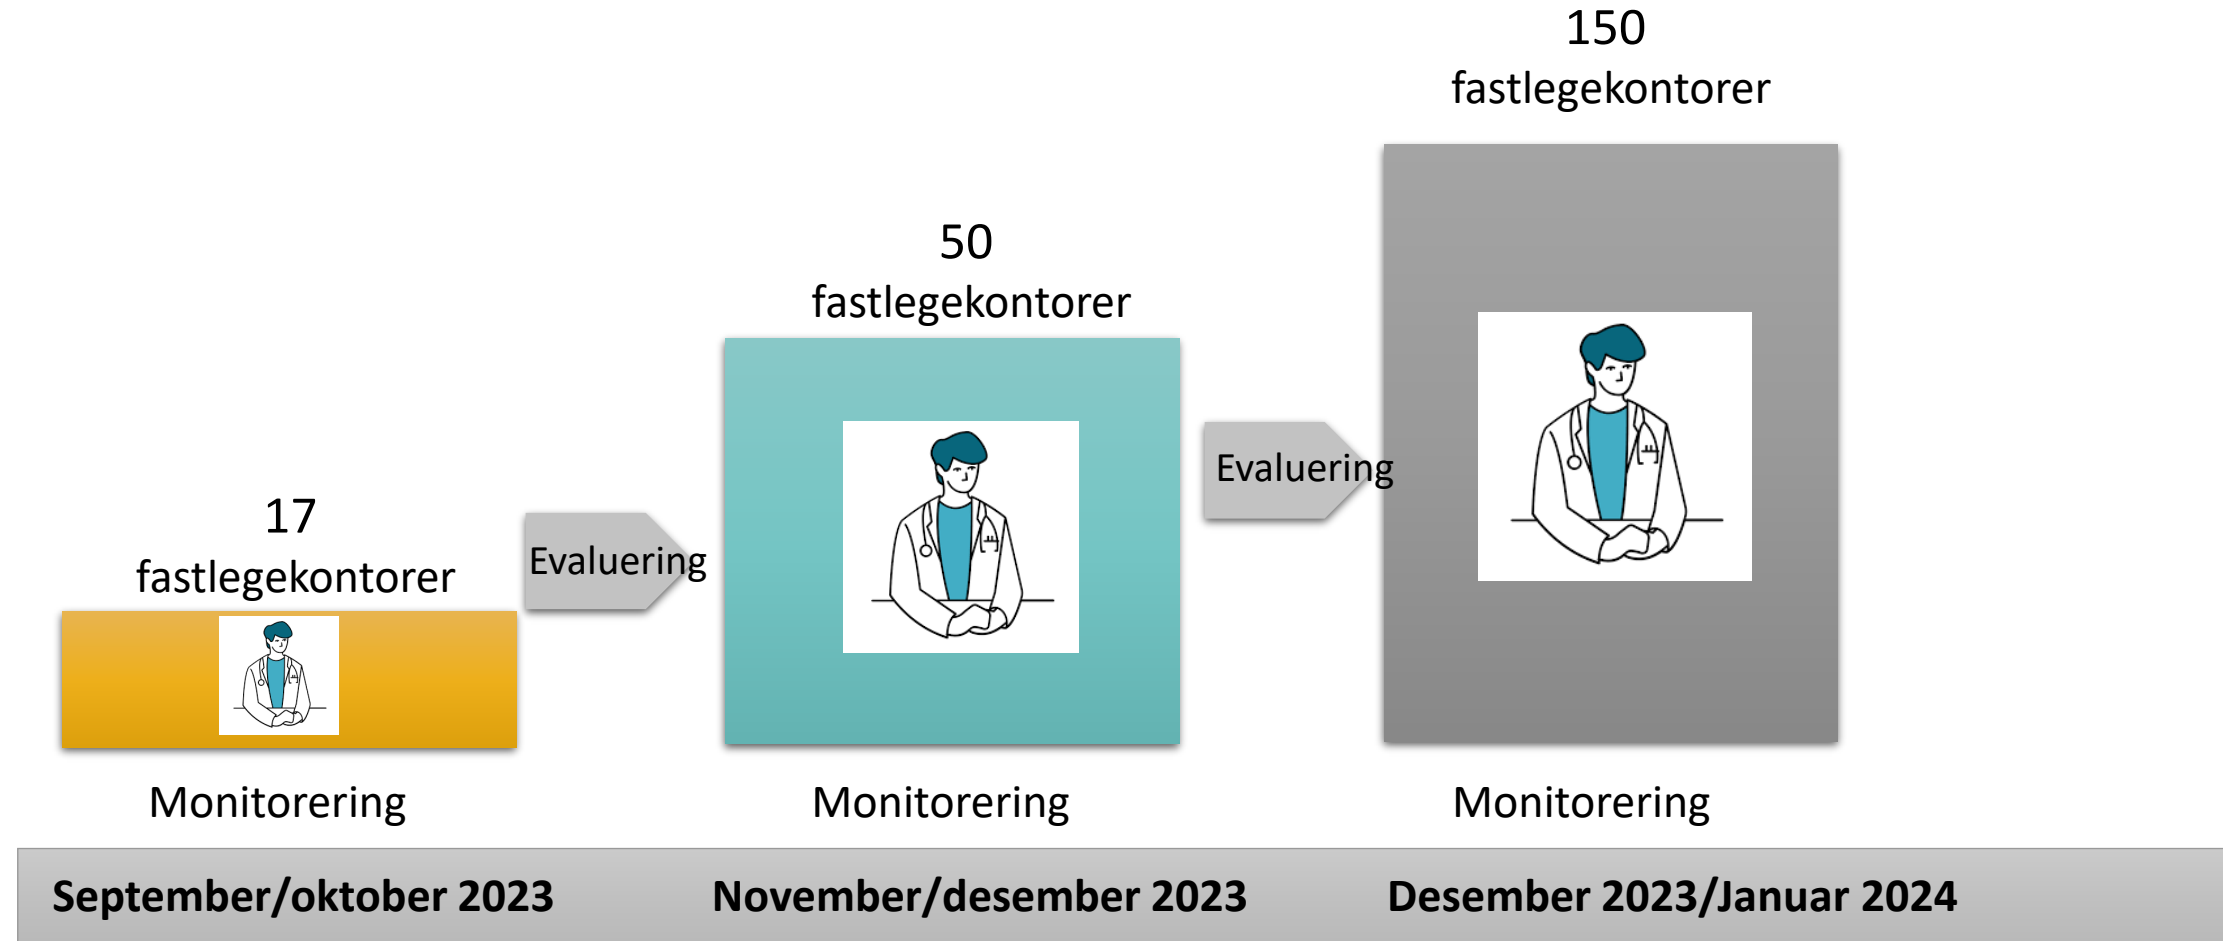 17
fastlegekontorer
Monitorering
September/oktober 2023
Evaluering
50
fastlegekontorer
Monitorering
November/desember 2023
Evaluering
150
fastlegekontorer
Monitorering
Desember 2023/Januar 2024